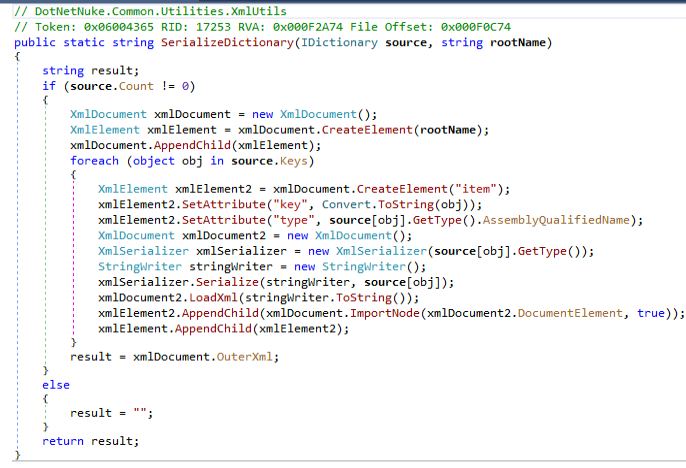 // DotNetNuke.Common.Utilities.XmlUtils
// Token: 0x06004365 RID: 17253 RVA: 0x000F2A74 File Offset: 0x000F0C74
public static string SerializeDictionary(IDictionary source, string rootName)
{
string result;
if (source.Count != 0)
{
XmlDocument xmlDocument = new XmlDocument();
XmlElement xmlElement = xmlDocument.CreateElement(rootName);
xmlDocument.AppendChild(xmlElement);
foreach (object obj in source.Keys)
{
XmlElement xmlElement2 = xmlDocument.CreateElement("item");
xmlElement2.SetAttribute("key", Convert.ToString(obj));
xmlElement2.SetAttribute("type", source[obj].GetType().AssemblyQualifiedName);
XmlDocument xmlDocument2 = new XmlDocument();
XmlSerializer xmlSerializer = new XmlSerializer(source[obj].GetType());
StringWriter stringWriter = new StringWriter();
xmlSerializer.Serialize(stringWriter, source[obj]);
xmlDocument2.LoadXml(stringWriter.ToString());
xmlElement2.AppendChild(xmlDocument.ImportNode(xmlDocument2.DocumentElement, true));
xmlElement.AppendChild(xmlElement2);
}
result = xmlDocument.OuterXml;
}
else
{
result = "";
}
return result;
}